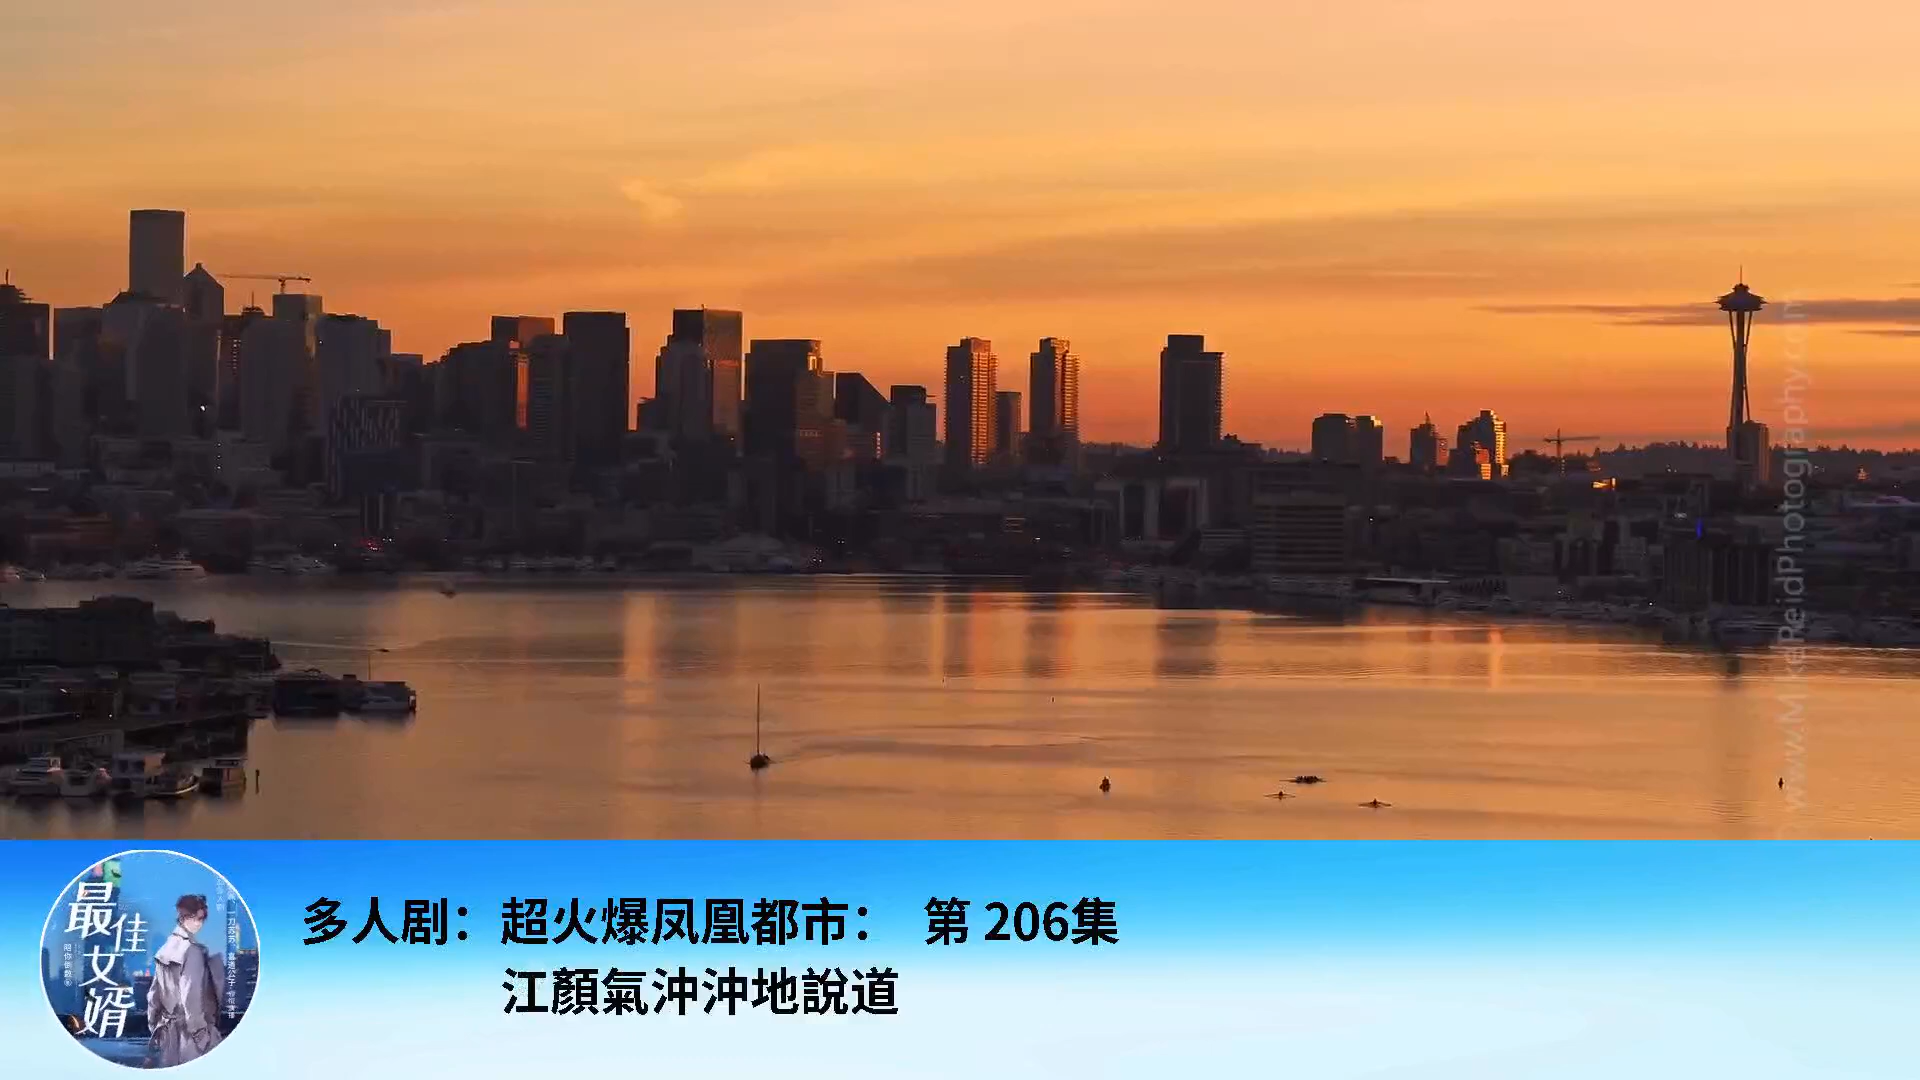 www.MikeReidPhotography.com
最佳女婿
多人剧：超火爆凤凰都市： 第 206集
江顏氣沖沖地說道